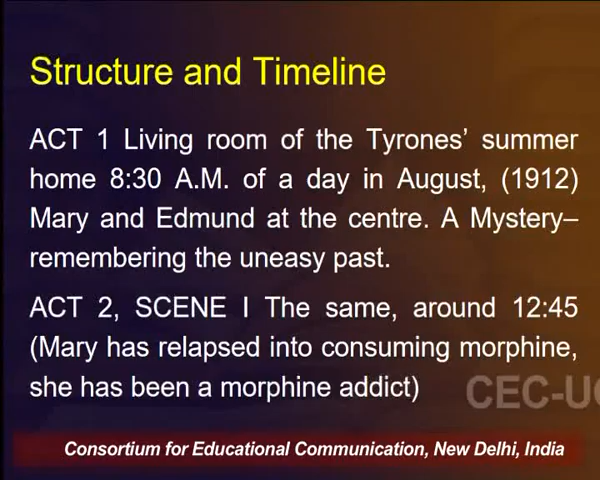 Structure and Timeline
ACT 1 Living room of the Tyrones' summer
home 8:30 A.M. of a day in August, (1912)
Mary and Edmund at the centre. A Mystery–
remembering the uneasy past.
ACT 2, SCENE I The same, around 12:45
(Mary has relapsed into consuming morphine,
she has been a morphine addict)
CEC-U
Consortium for Educational Communication, New Delhi, India